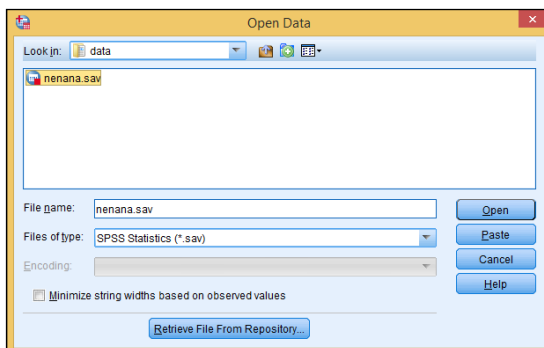 Open Data
Look in: data
nenana.sav
File name: nenana.sav
Open
Files of type: SPSS Statistics (*.sav)
Paste
Encoding:
Cancel
Minimize string widths based on observed values
Help
Retrieve File From Repository...